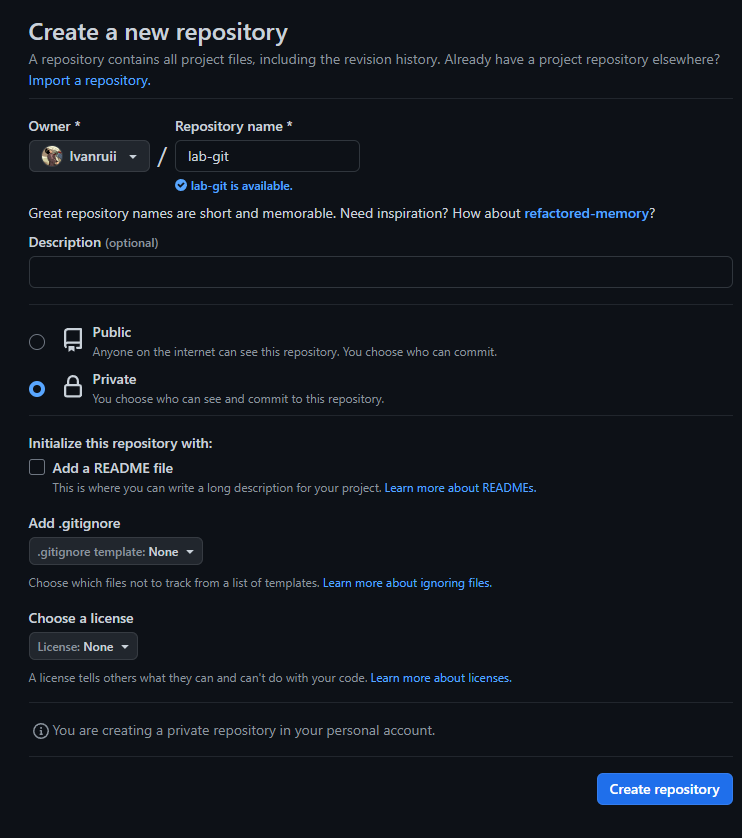 Create a new repository
A repository contains all project files, including the revision history. Already have a project repository elsewhere?
Import a repository.
Owner * Repository name *
Ivanruii / lab-git
lab-git is available.
Great repository names are short and memorable. Need inspiration? How about refactored-memory?
Description (optional)
Public
Anyone on the internet can see this repository. You choose who can commit.
Private
You choose who can see and commit to this repository.
Initialize this repository with:
Add a README file
This is where you can write a long description for your project. Learn more about READMEs.
Add .gitignore
.gitignore template: None
Choose which files not to track from a list of templates. Learn more about ignoring files.
Choose a license
License: None
A license tells others what they can and can't do with your code. Learn more about licenses.
You are creating a private repository in your personal account.
Create repository